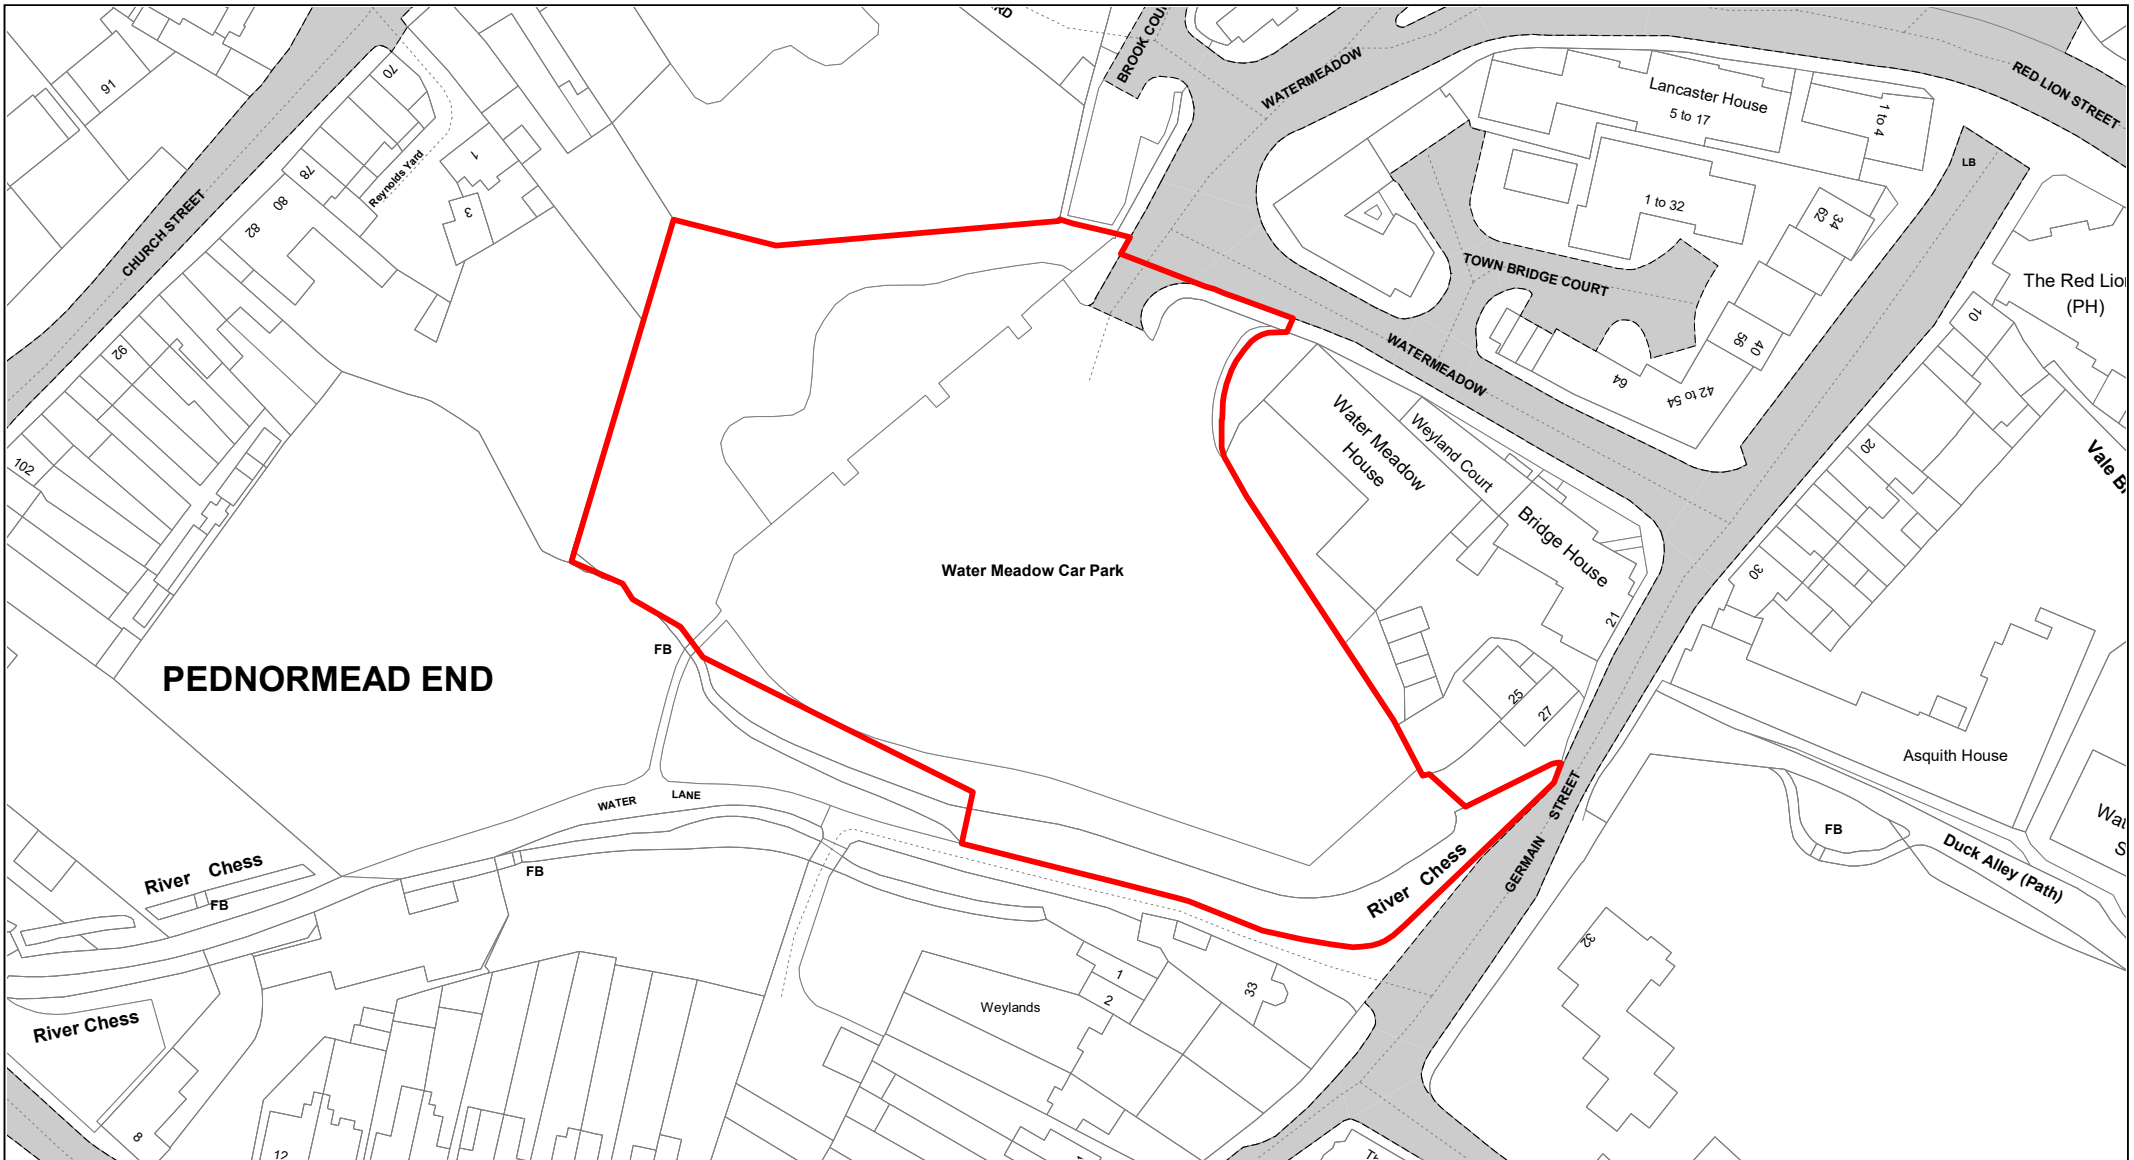 BROOK
WATERMEADOW
RED LION STREET
91
70
Lancaster House
5 to 17
1 to 4
LB
1
Reynolds Yard
78
80
82
3
CHURCH STREET
1 to 32
34
62
TOWN BRIDGE COURT
The Red Lion
(PH)
10
92
WATERMEADOW
40
56
64
42 to 54
Water Meadow
House
Weyland Court
20
102
Bridge House
Water Meadow Car Park
30
21
FB
PEDNORMEAD END
25
27
Asquith House
WATER LANE
GERMAIN STREET
FB
Duck Alley (Path)
River Chess
FB
FB
River Chess
32
1
2
33
Weylands
River Chess
8
12